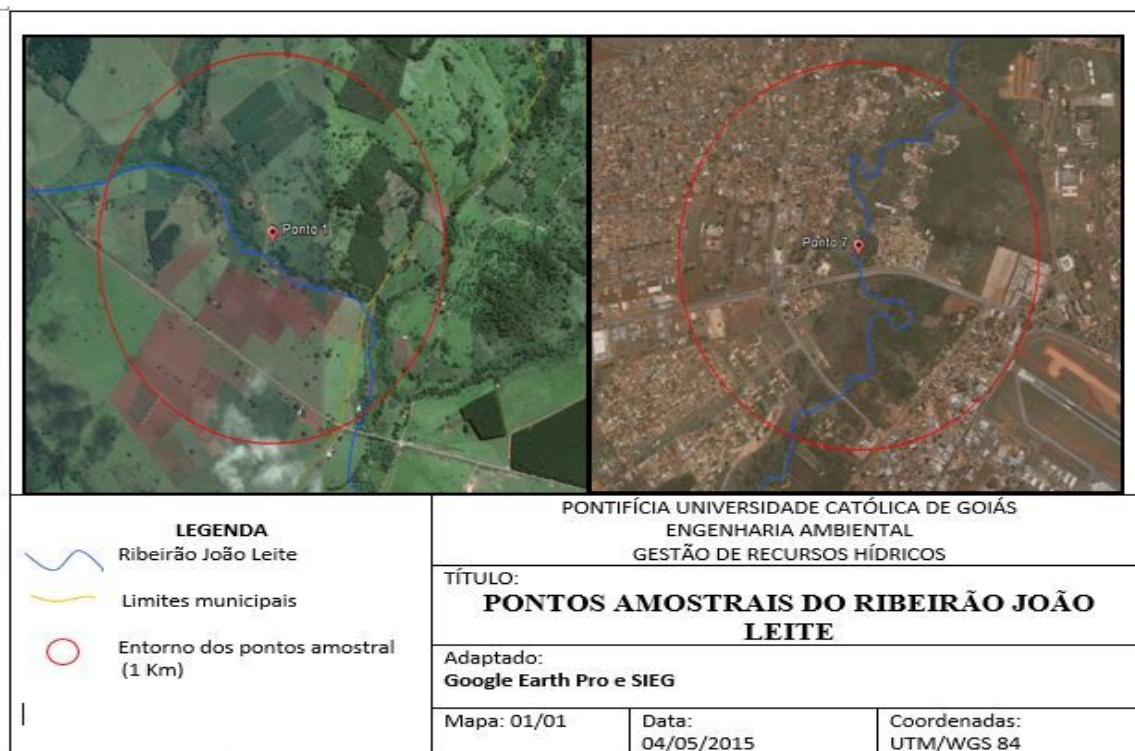 Ponto 1
Ponto 7
LEGENDA
Ribeirão João Leite
Limites municipais
Entorno dos pontos amostral
(1 Km)
PONTIFÍCIA UNIVERSIDADE CATÓLICA DE GOIÁS
ENGENHARIA AMBIENTAL
GESTÃO DE RECURSOS HÍDRICOS
TÍTULO:
PONTOS AMOSTRAIS DO RIBEIRÃO JOÃO
LEITE
Adaptado:
Google Earth Pro e SIEG
Mapa: 01/01
Data:
04/05/2015
Coordenadas:
UTM/WGS 84